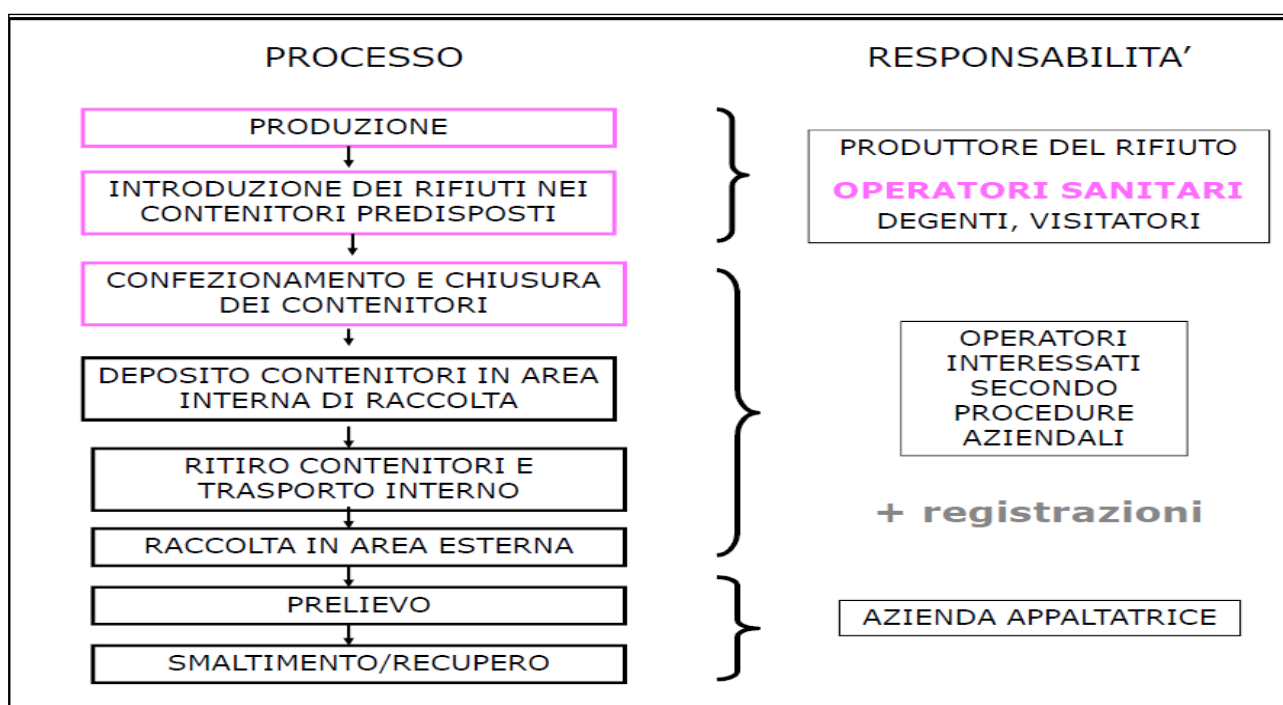 PROCESSO
RESPONSABILITA’
PRODUZIONE
INTRODUZIONE DEI RIFIUTI NEI
CONTENITORI PREDISPOSTI
PRODUTTORE DEL RIFIUTO
OPERATORI SANITARI
DEGENTI, VISITATORI
CONFEZIONAMENTO E CHIUSURA
DEI CONTENITORI
DEPOSITO CONTENITORI IN AREA
INTERNA DI RACCOLTA
RITIRO CONTENITORI E
TRASPORTO INTERNO
RACCOLTA IN AREA ESTERNA
OPERATORI
INTERESSATI
SECONDO
PROCEDURE
AZIENDALI
+ registrazioni
PRELIEVO
SMALTIMENTO/RECUPERO
AZIENDA APPALTATRICE